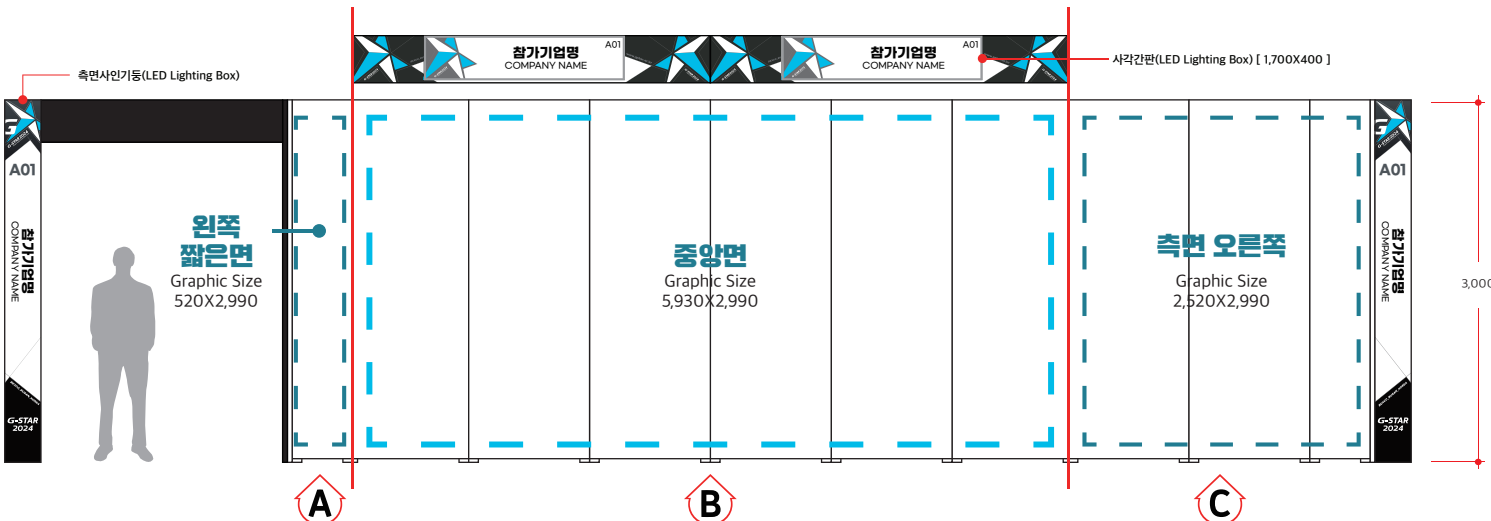 참가기업명
COMPANY NAME
A01
참가기업명
COMPANY NAME
A01
측면사인기둥(LED Lighting Box)
사각간판(LED Lighting Box) [ 1,700X400 ]
A01
참가기업명
COMPANY NAME
G-STAR
2024
왼쪽
짧은면
Graphic Size
520X2,990
중앙면
Graphic Size
5,930X2,990
측면 오른쪽
Graphic Size
2,520X2,990
A01
참가기업명
COMPANY NAME
G-STAR
2024
3,000
A
B
C